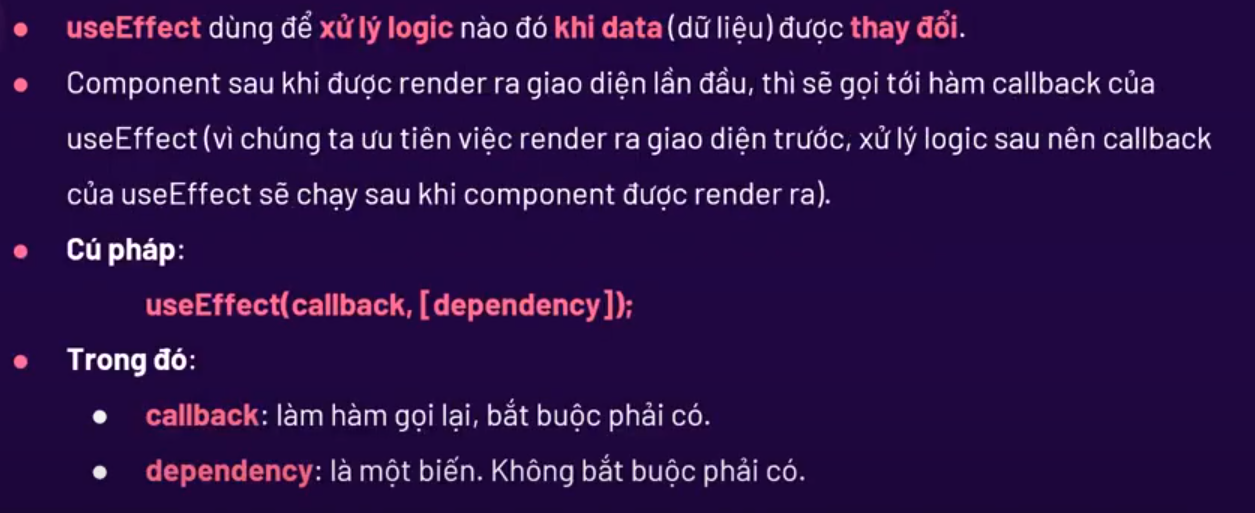 useEffect dùng để xử lý logic nào đó khi data (dữ liệu) được thay đổi.
Component sau khi được render ra giao diện lần đầu, thì sẽ gọi tới hàm callback của
useEffect (vì chúng ta ưu tiên việc render ra giao diện trước, xử lý logic sau nên callback
của useEffect sẽ chạy sau khi component được render ra).
Cú pháp:
useEffect(callback, [dependency]);
Trong đó:
callback: làm hàm gọi lại, bắt buộc phải có.
dependency: là một biến. Không bắt buộc phải có.